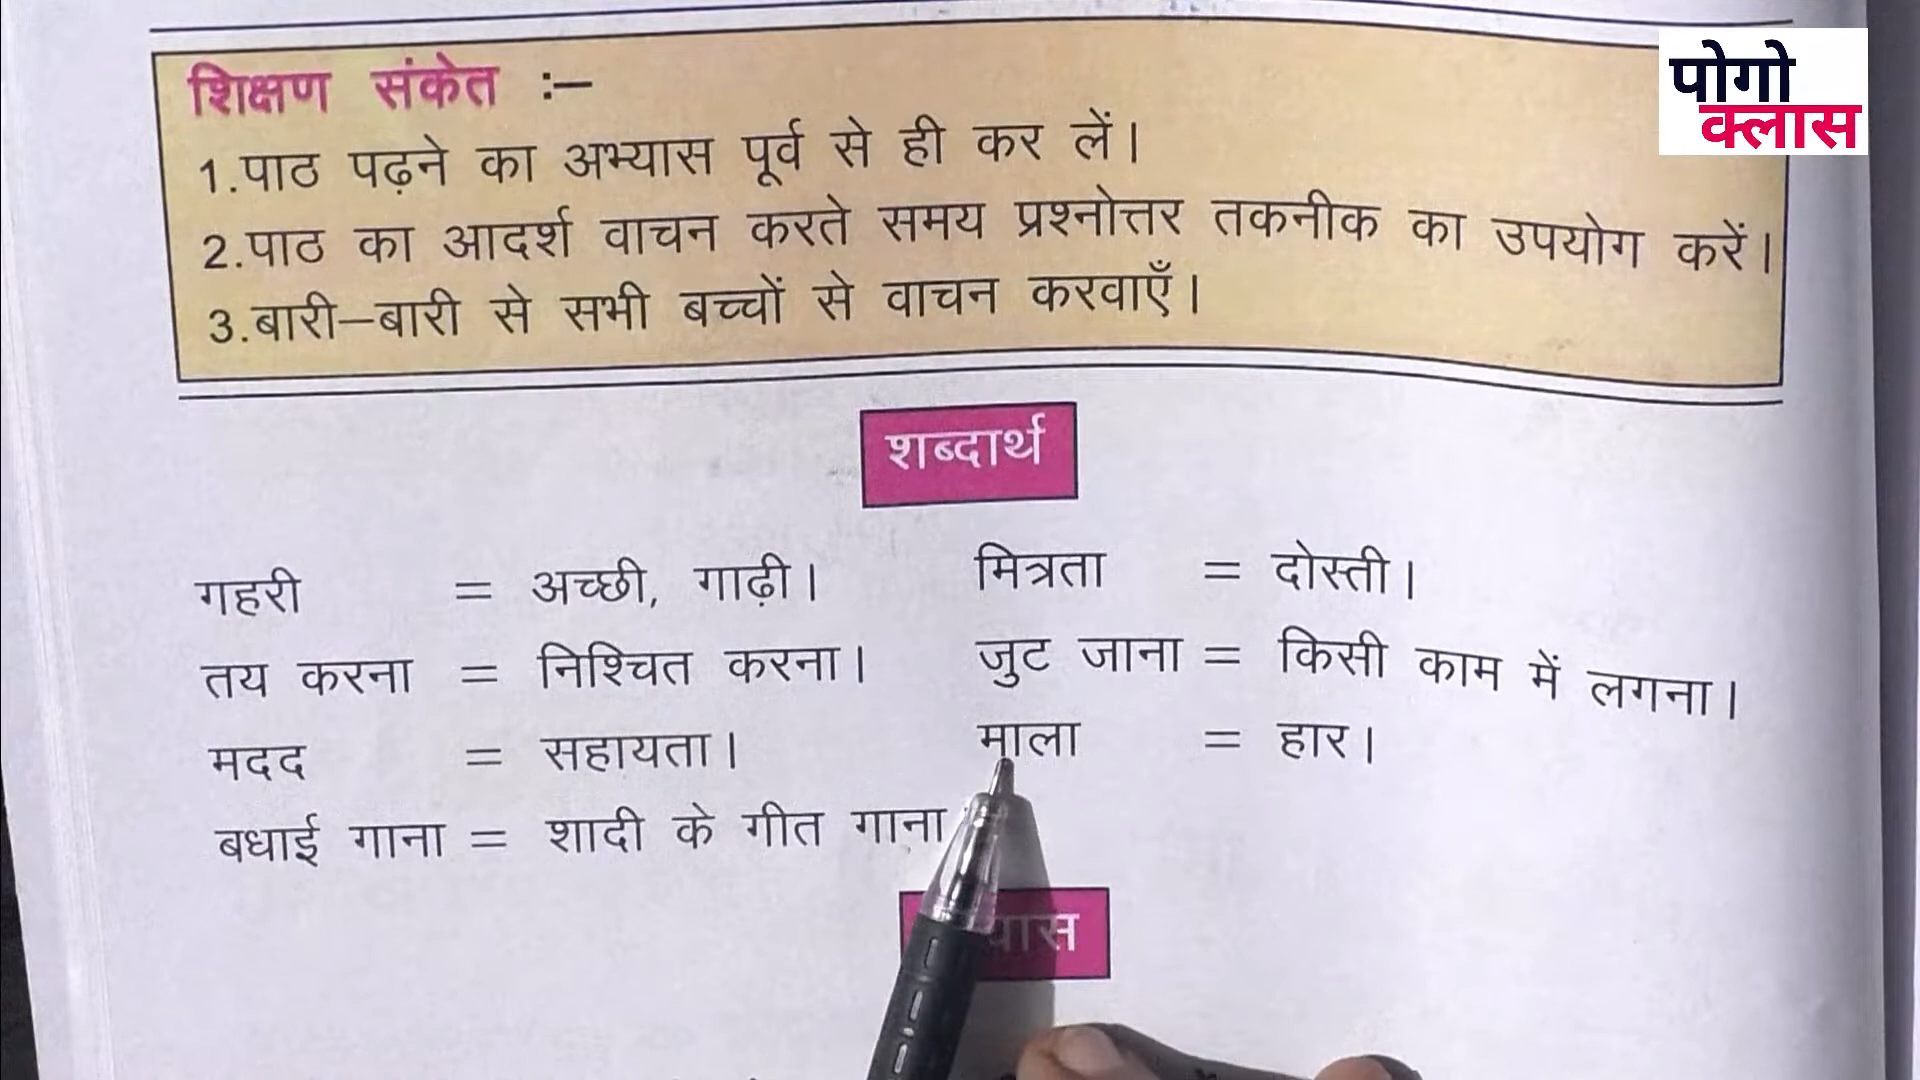 पोगो
क्लास
शिक्षण संकेत :–
1.पाठ पढ़ने का अभ्यास पूर्व से ही कर लें।
2.पाठ का आदर्श वाचन करते समय प्रश्नोत्तर तकनीक का उपयोग करें।
3.बारी–बारी से सभी बच्चों से वाचन करवाएँ।
शब्दार्थ
गहरी = अच्छी, गाढ़ी। मित्रता = दोस्ती।
तय करना = निश्चित करना। जुट जाना = किसी काम में लगना।
मदद = सहायता। माला = हार।
बधाई गाना = शादी के गीत गाना